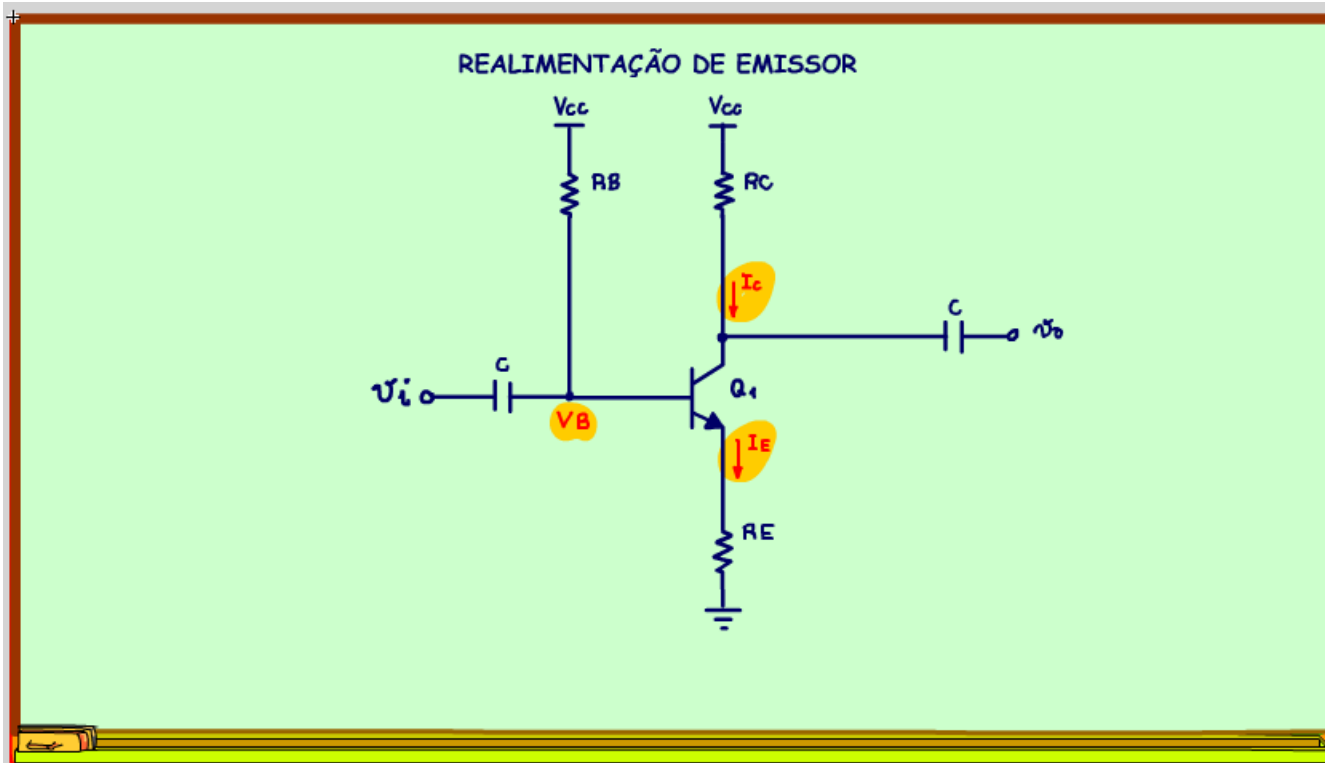 REALIMENTAÇÃO DE EMISSOR
Vcc Vcc
RB RC
Ic
C vo
C
vi Q1
VB
IE
RE